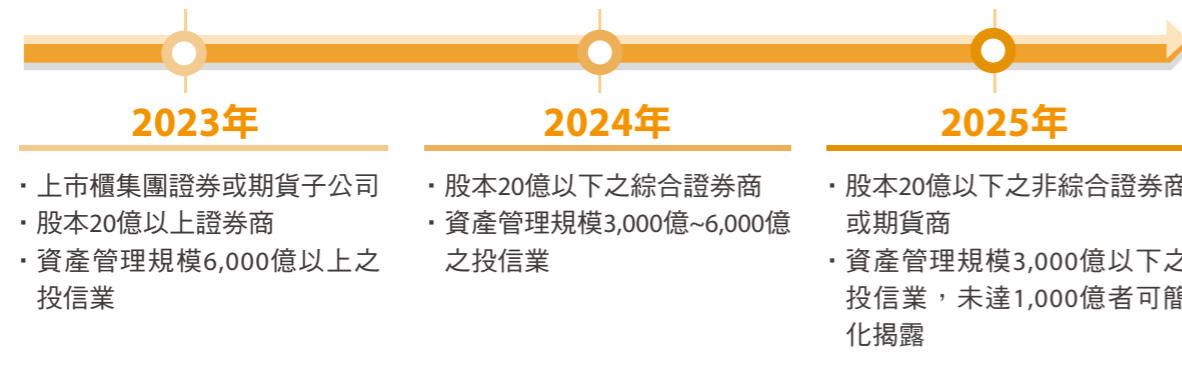 2023年
・上市櫃集團證券或期貨子公司
・股本20億以上證券商
・資產管理規模6,000億以上之
投信業
2024年
・股本20億以下之綜合證券商
・資產管理規模3,000億~6,000億
之投信業
2025年
・股本20億以下之非綜合證券商
或期貨商
・資產管理規模3,000億以下之
投信業，未達1,000億者可簡
化揭露